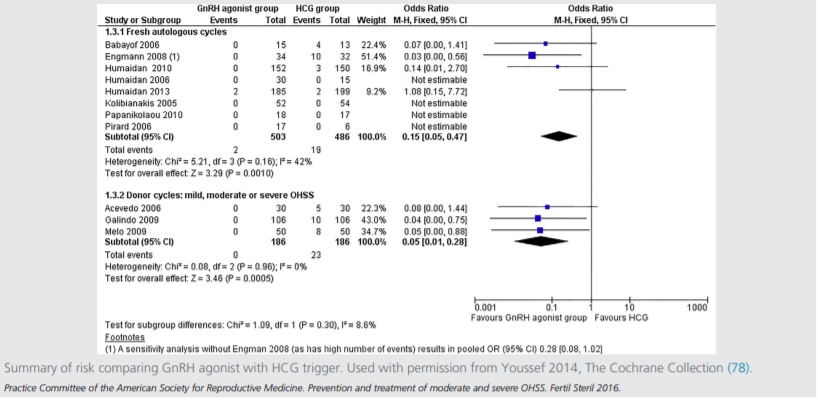 GnRH agonist group HCG group Odds Ratio Odds Ratio
Study or Subgroup Events Total Events Total Weight M-H, Fixed, 95% CI M-H, Fixed, 95% CI
1.3.1 Fresh autologous cycles
Babayof 2006 0 15 4 13 22.4% 0.07 [0.00, 1.41]
Engmann 2008 (1) 0 34 10 32 51.4% 0.03 [0.00, 0.56]
Humaidan 2010 0 152 3 150 16.9% 0.14 [0.01, 2.70]
Humaidan 2006 0 30 0 15 Not estimable
Humaidan 2013 2 185 2 199 9.2% 1.08 [0.15, 7.72]
Kolibianakis 2005 0 52 0 54 Not estimable
Papanikolaou 2010 0 18 0 17 Not estimable
Pirard 2006 0 17 0 6 Not estimable
Subtotal (95% CI) 503 486 100.0% 0.15 [0.05, 0.47]
Total events 2 19
Heterogeneity: Chi² = 5.21, df = 3 (P = 0.16); I² = 42%
Test for overall effect: Z = 3.29 (P = 0.0010)
1.3.2 Donor cycles: mild, moderate or severe OHSS
Acevedo 2006 0 30 5 30 22.3% 0.08 [0.00, 1.44]
Galindo 2009 0 106 10 106 43.0% 0.04 [0.00, 0.75]
Melo 2009 0 50 8 50 34.7% 0.05 [0.00, 0.88]
Subtotal (95% CI) 186 186 100.0% 0.05 [0.01, 0.28]
Total events 0 23
Heterogeneity: Chi² = 0.08, df = 2 (P = 0.96); I² = 0%
Test for overall effect: Z = 3.46 (P = 0.0005)
0.001 0.1 1 10 1000
Favours GnRH agonist group Favours HCG
Test for subgroup differences: Chi² = 1.09, df = 1 (P = 0.30), I² = 8.6%
Footnotes
(1) A sensitivity analysis without Engman 2008 (as has high number of events) results in pooled OR (95% CI) 0.28 [0.08, 1.02]
Summary of risk comparing GnRH agonist with HCG trigger. Used with permission from Youssef 2014, The Cochrane Collection (78).
Practice Committee of the American Society for Reproductive Medicine. Prevention and treatment of moderate and severe OHSS. Fertil Steril 2016.